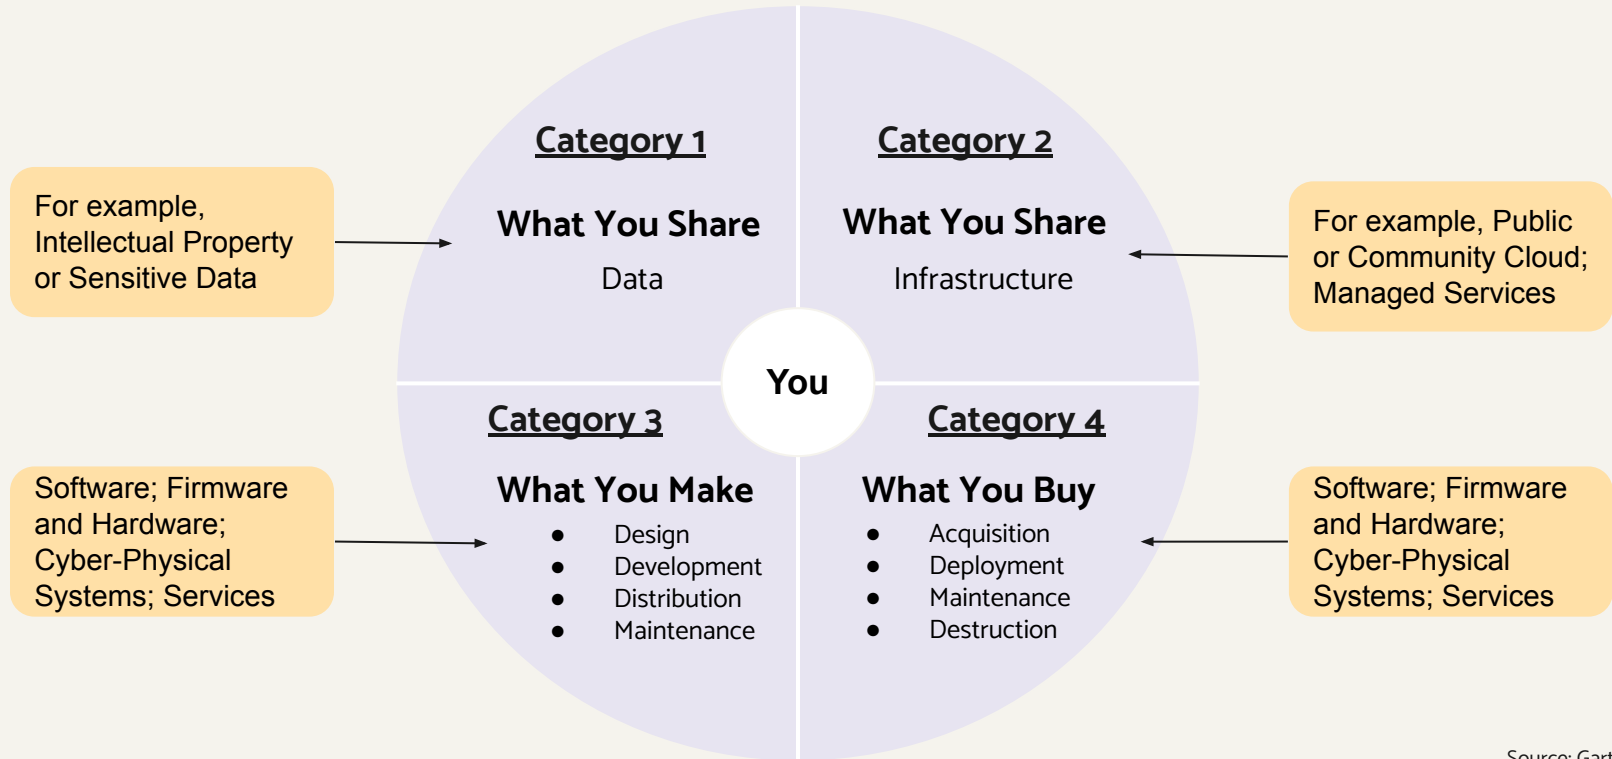 Category 1
What You Share
Data
Category 2
What You Share
Infrastructure
For example,
Intellectual Property
or Sensitive Data
For example, Public
or Community Cloud;
Managed Services
You
Category 3
What You Make
● Design
● Development
● Distribution
● Maintenance
Category 4
What You Buy
● Acquisition
● Deployment
● Maintenance
● Destruction
Software; Firmware
and Hardware;
Cyber-Physical
Systems; Services
Software; Firmware
and Hardware;
Cyber-Physical
Systems; Services
Source: